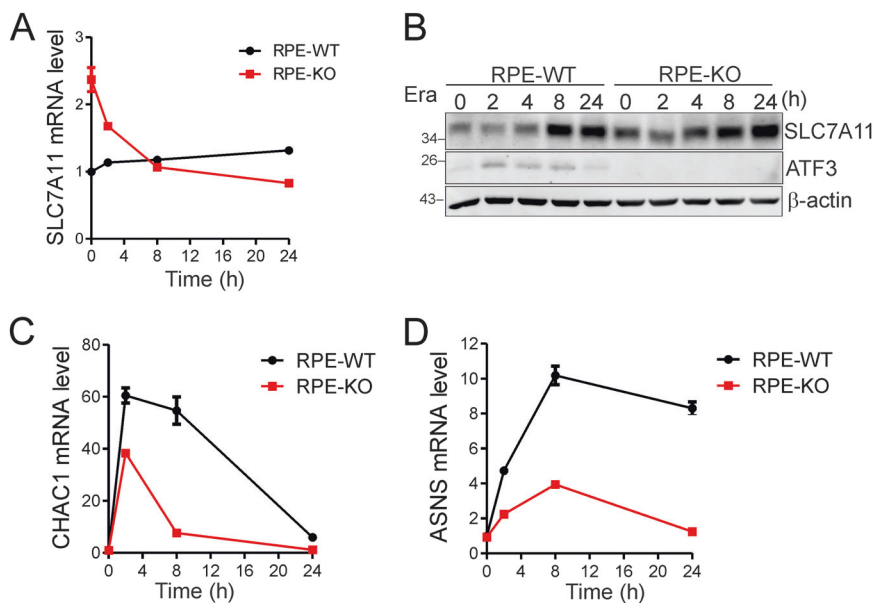 A
SLC7A11 mRNA level
3
2
1
0
0 4 8 12 16 20 24
Time (h)
RPE-WT
RPE-KO
B
RPE-WT RPE-KO
Era 0 2 4 8 24 0 2 4 8 24 (h)
34 SLC7A11
26 ATF3
43 β-actin
C
CHAC1 mRNA level
80
60
40
20
0
0 4 8 12 16 20 24
Time (h)
RPE-WT
RPE-KO
D
ASNS mRNA level
12
10
8
6
4
2
0
0 4 8 12 16 20 24
Time (h)
RPE-WT
RPE-KO